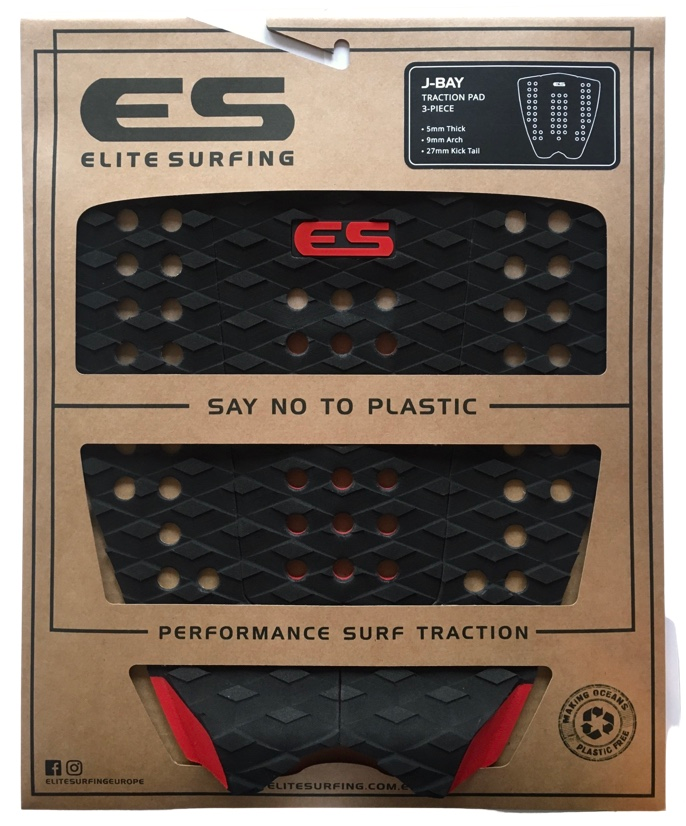 ES
ELITE SURFING
J-BAY
TRACTION PAD
3-PIECE
• 5mm Thick
• 9mm Arch
• 27mm Kick Tail
ES
SAY NO TO PLASTIC
PERFORMANCE SURF TRACTION
MAKING OCEANS
PLASTIC FREE
ELITESURFINGEUROPE
ELITESURFING.COM